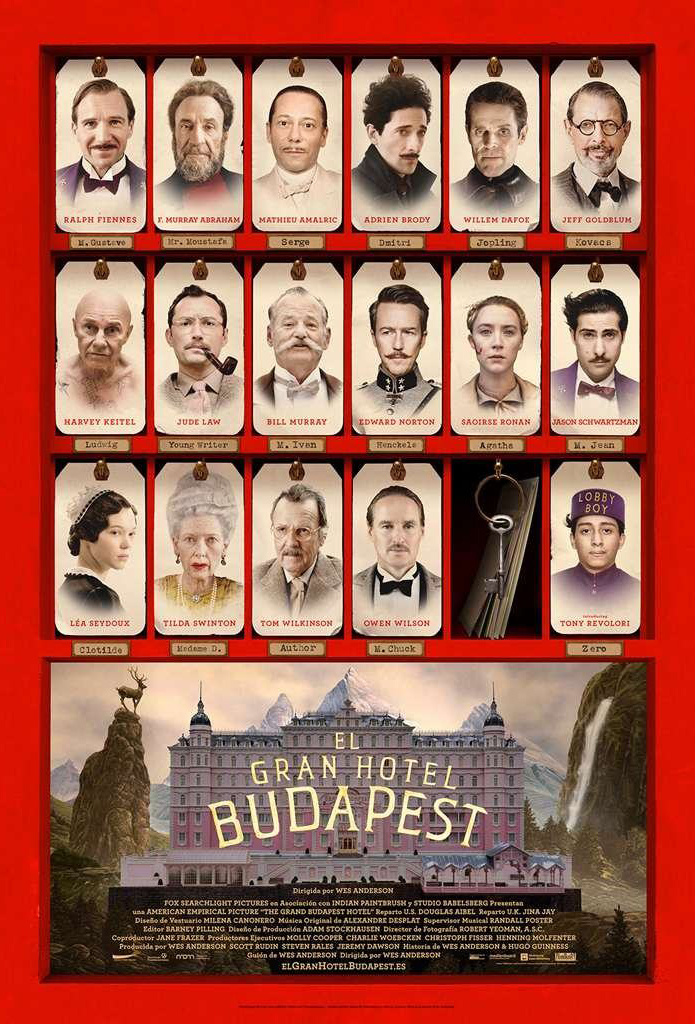 RALPH FIENNES
F. MURRAY ABRAHAM
MATHIEU AMALRIC
ADRIEN BRODY
WILLEM DAFOE
JEFF GOLDBLUM
M. Gustave
Mr. Moustafa
Serge
Dmitri
Jopling
Kovacs
HARVEY KEITEL
JUDE LAW
BILL MURRAY
EDWARD NORTON
SAOIRSE RONAN
JASON SCHWARTZMAN
Ludwig
Young Writer
M. Ivan
Henckels
Agatha
M. Jean
LOBBY
BOY
LÉA SEYDOUX
TILDA SWINTON
TOM WILKINSON
OWEN WILSON
introducing
TONY REVOLORI
Clotilde
Madame D.
Author
M. Chuck
Zero
EL
GRAN HOTEL
BUDAPEST
Dirigida por WES ANDERSON
FOX SEARCHLIGHT PICTURES en Asociación con INDIAN PAINTBRUSH y STUDIO BABELSBERG Presentan
una AMERICAN EMPIRICAL PICTURE "THE GRAND BUDAPEST HOTEL" Reparto U.S. DOUGLAS AIBEL Reparto U.K. JINA JAY
Diseño de Vestuario MILENA CANONERO Música Original de ALEXANDRE DESPLAT Supervisor Musical RANDALL POSTER
Editor BARNEY PILLING Diseño de Producción ADAM STOCKHAUSEN Director de Fotografía ROBERT YEOMAN, A.S.C.
Coproductor JANE FRAZER Productores Ejecutivos MOLLY COOPER CHARLIE WOEBCKEN CHRISTOPH FISSER HENNING MOLFENTER
Producida por WES ANDERSON SCOTT RUDIN STEVEN RALES JEREMY DAWSON Historia de WES ANDERSON & HUGO GUINNESS
Guión de WES ANDERSON Dirigida por WES ANDERSON
ELGRANHOTELBUDAPEST.ES